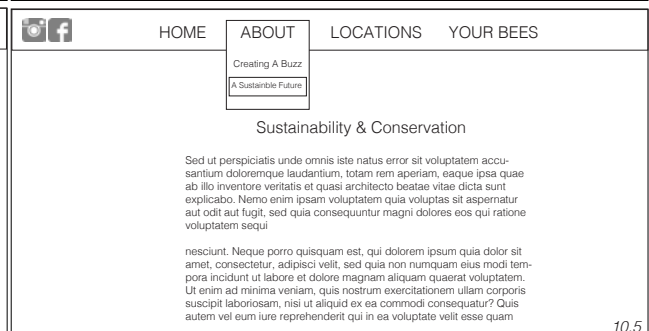 HOME ABOUT LOCATIONS YOUR BEES
Creating A Buzz
A Sustainble Future
Sustainability & Conservation
Sed ut perspiciatis unde omnis iste natus error sit voluptatem accu-
santium doloremque laudantium, totam rem aperiam, eaque ipsa quae
ab illo inventore veritatis et quasi architecto beatae vitae dicta sunt
explicabo. Nemo enim ipsam voluptatem quia voluptas sit aspernatur
aut odit aut fugit, sed quia consequuntur magni dolores eos qui ratione
voluptatem sequi
nesciunt. Neque porro quisquam est, qui dolorem ipsum quia dolor sit
amet, consectetur, adipisci velit, sed quia non numquam eius modi tem-
pora incidunt ut labore et dolore magnam aliquam quaerat voluptatem.
Ut enim ad minima veniam, quis nostrum exercitationem ullam corporis
suscipit laboriosam, nisi ut aliquid ex ea commodi consequatur? Quis
autem vel eum iure reprehenderit qui in ea voluptate velit esse quam
10.5